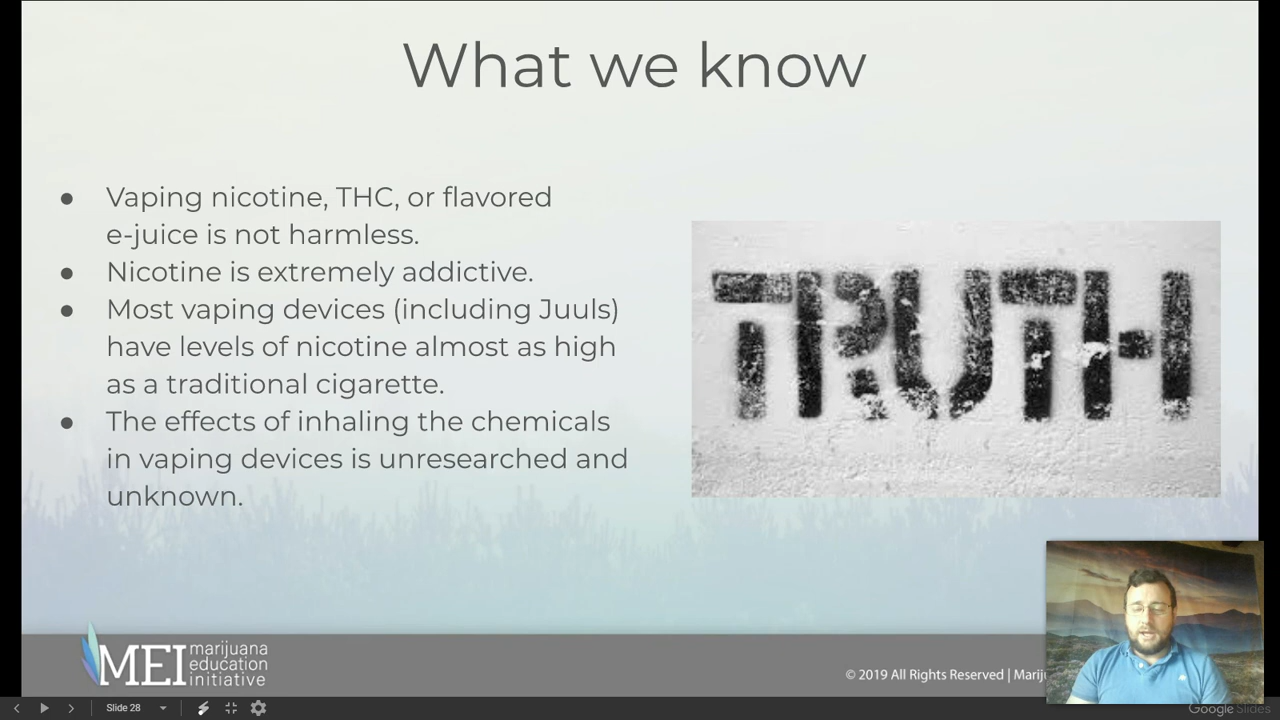 What we know
● Vaping nicotine, THC, or flavored
e-juice is not harmless.
● Nicotine is extremely addictive.
● Most vaping devices (including Juuls)
have levels of nicotine almost as high
as a traditional cigarette.
● The effects of inhaling the chemicals
in vaping devices is unresearched and
unknown.
TRUTH
MEI marijuana
education
initiative
© 2019 All Rights Reserved |
Slide 28
Google Slides